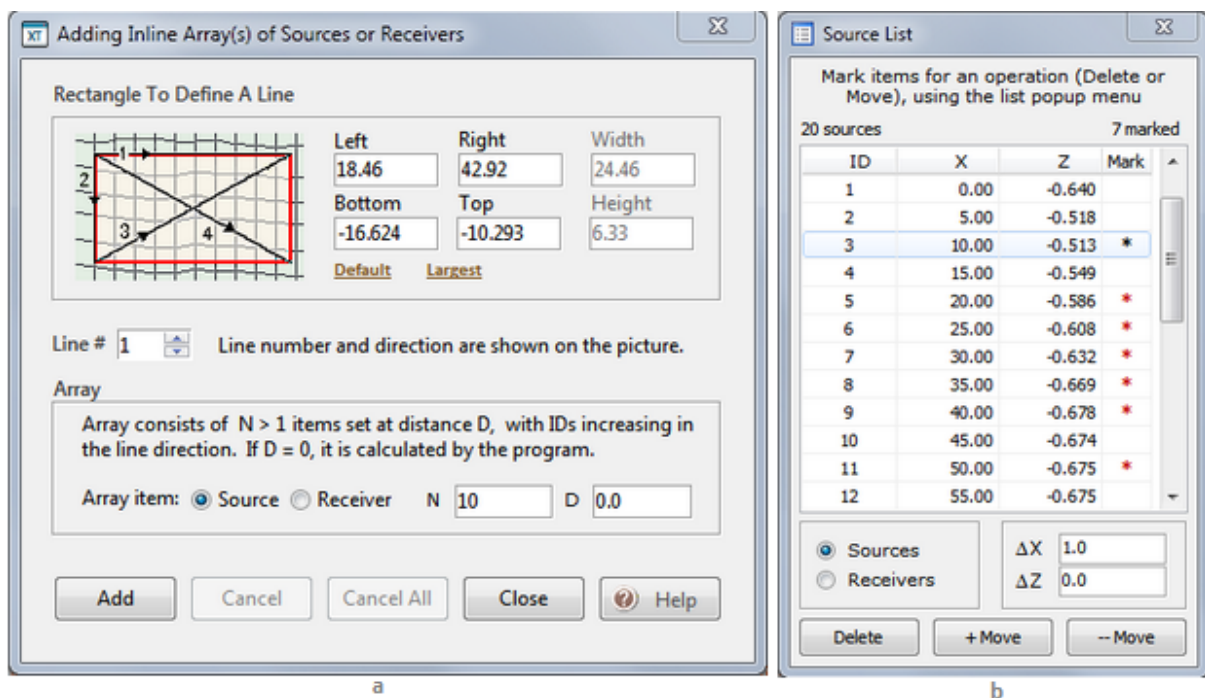 XT Adding Inline Array(s) of Sources or Receivers
Rectangle To Define A Line
1
2
3
4
Left Right Width
18.46 42.92 24.46
Bottom Top Height
-16.624 -10.293 6.33
Default Largest
Line # 1 Line number and direction are shown on the picture.
Array
Array consists of N > 1 items set at distance D, with IDs increasing in
the line direction. If D = 0, it is calculated by the program.
Array item: Source Receiver N 10 D 0.0
Add Cancel Cancel All Close ? Help
a
Source List
Mark items for an operation (Delete or
Move), using the list popup menu
20 sources 7 marked
ID X Z Mark
1 0.00 -0.640
2 5.00 -0.518
3 10.00 -0.513 *
4 15.00 -0.549
5 20.00 -0.586 *
6 25.00 -0.608 *
7 30.00 -0.632 *
8 35.00 -0.669 *
9 40.00 -0.678 *
10 45.00 -0.674
11 50.00 -0.675 *
12 55.00 -0.675
Sources ΔX 1.0
Receivers ΔZ 0.0
Delete +Move --Move
b